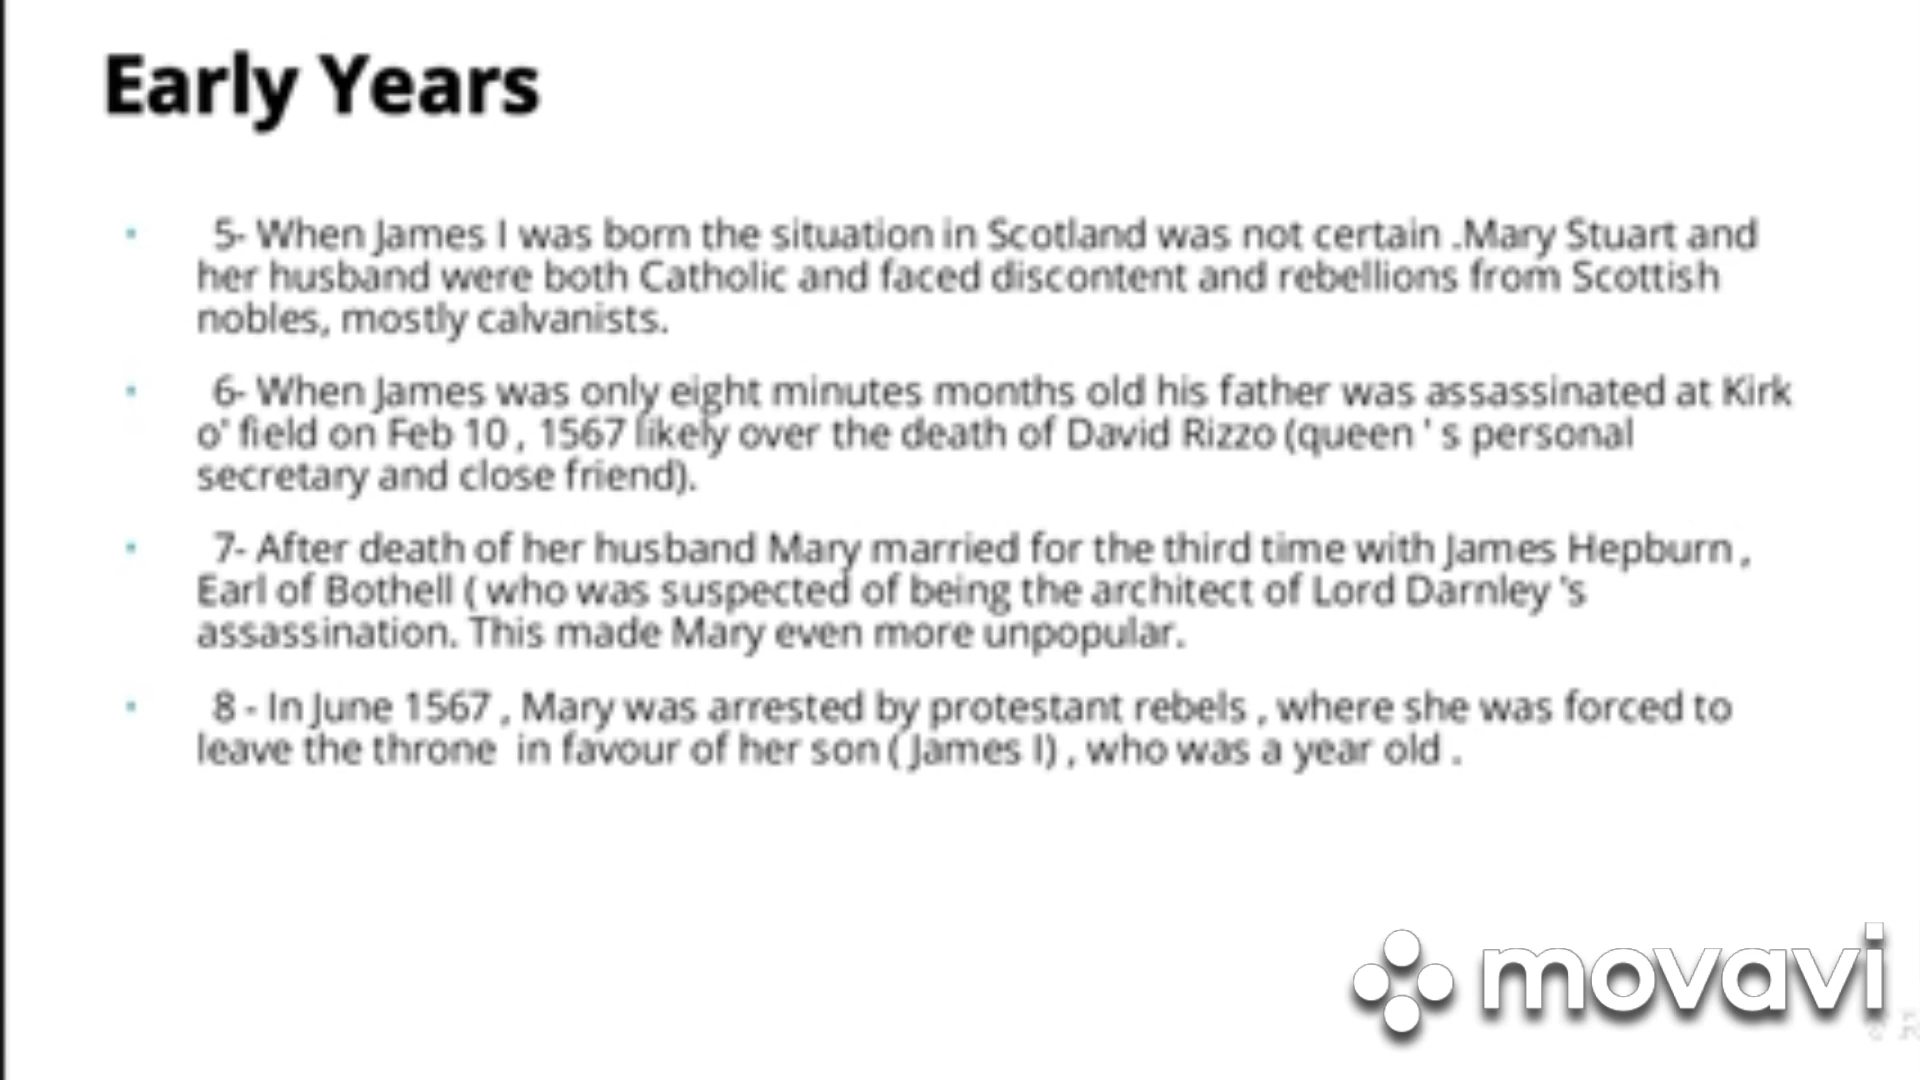 Early Years
5- When James I was born the situation in Scotland was not certain .Mary Stuart and
her husband were both Catholic and faced discontent and rebellions from Scottish
nobles, mostly calvanists.
6- When James was only eight minutes months old his father was assassinated at Kirk
o' field on Feb 10 , 1567 likely over the death of David Rizzo (queen ' s personal
secretary and close friend).
7- After death of her husband Mary married for the third time with James Hepburn ,
Earl of Bothell ( who was suspected of being the architect of Lord Darnley 's
assassination. This made Mary even more unpopular.
8 - In June 1567 , Mary was arrested by protestant rebels , where she was forced to
leave the throne  in favour of her son ( James I) , who was a year old .
movavi